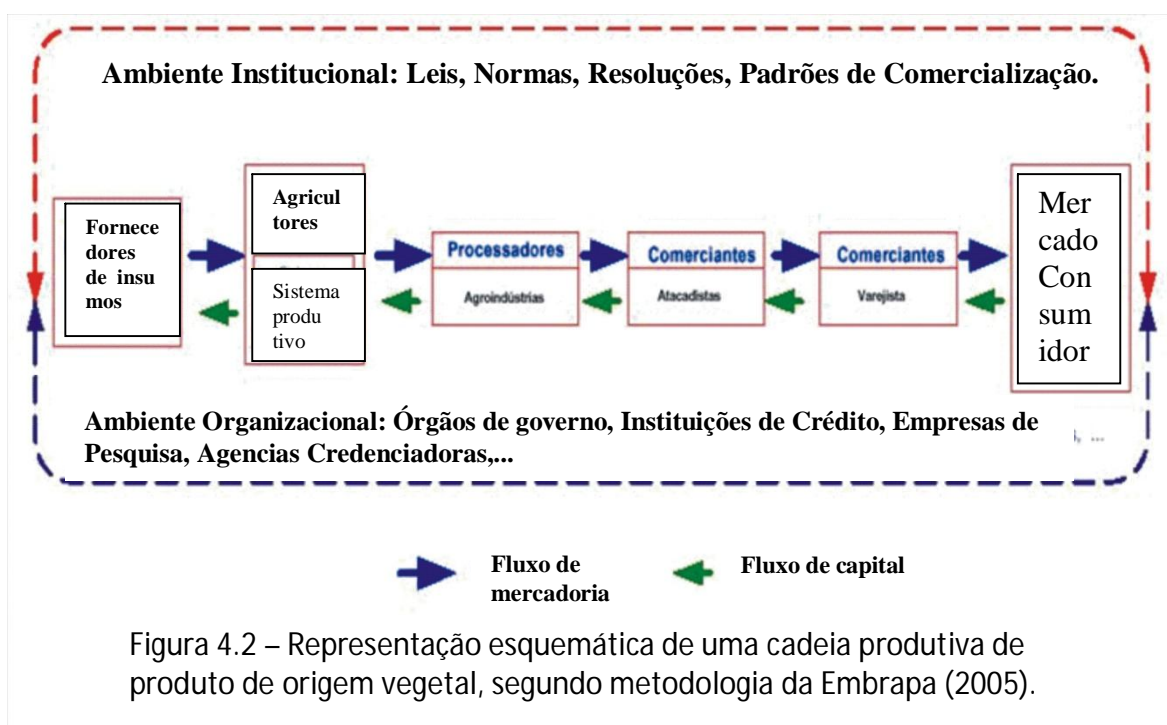 Ambiente Institucional: Leis, Normas, Resoluções, Padrões de Comercialização.
Fornece
dores
de insu
mos
Agricul
tores
Sistema
produ
tivo
Processadores
Agroindústrias
Comerciantes
Atacadistas
Comerciantes
Varejista
Mer
cado
Con
sum
idor
Ambiente Organizacional: Órgãos de governo, Instituições de Crédito, Empresas de
Pesquisa, Agencias Credenciadoras,...
Fluxo de
mercadoria
Fluxo de capital
Figura 4.2 – Representação esquemática de uma cadeia produtiva de
produto de origem vegetal, segundo metodologia da Embrapa (2005).